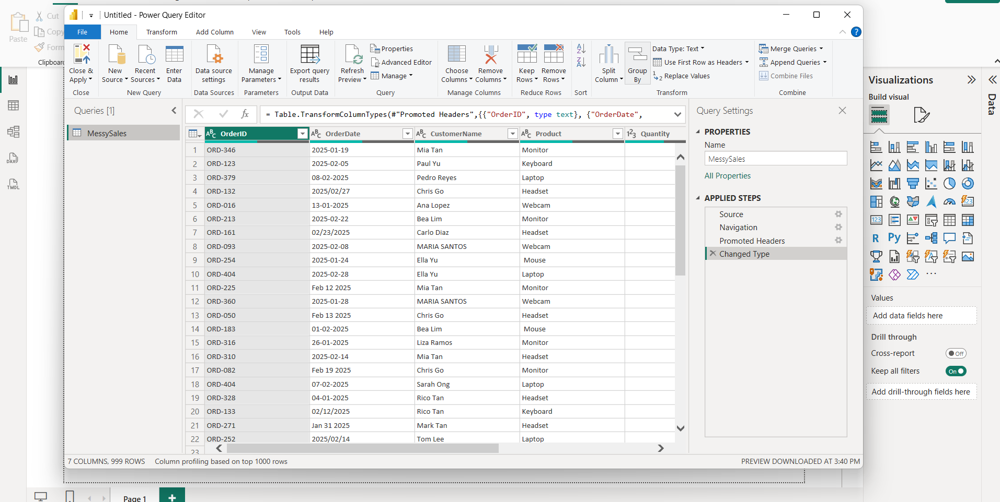 Untitled - Power Query Editor
Cut
Copy
Paste
Form
Clipboard
File Home Transform Add Column View Tools Help
Close & Apply
New Source
Recent Sources
Enter Data
Data source settings
Manage Parameters
Export query results
Refresh Preview
Properties
Advanced Editor
Manage
Choose Columns
Remove Columns
Keep Rows
Remove Rows
Split Column
Group By
Data Type: Text
Use First Row as Headers
Replace Values
Merge Queries
Append Queries
Combine Files
Close New Query Data Sources Parameters Output Data Query Manage Columns Reduce Rows Sort Transform Combine
Queries [1]
MessySales
= Table.TransformColumnTypes(#"Promoted Headers",{{"OrderID", type text}, {"OrderDate",
OrderID OrderDate CustomerName Product Quantity
1 ORD-346 2025-01-19 Mia Tan Monitor
2 ORD-123 2025-02-05 Paul Yu Keyboard
3 ORD-379 08-02-2025 Pedro Reyes Laptop
4 ORD-132 2025/02/27 Chris Go Headset
5 ORD-016 13-01-2025 Ana Lopez Webcam
6 ORD-213 2025-02-22 Bea Lim Monitor
7 ORD-161 02/23/2025 Carlo Diaz Headset
8 ORD-093 2025-02-08 MARIA SANTOS Webcam
9 ORD-254 2025-01-24 Ella Yu Mouse
10 ORD-404 2025-02-28 Ella Yu Laptop
11 ORD-225 Feb 12 2025 Mia Tan Monitor
12 ORD-360 2025-01-28 MARIA SANTOS Webcam
13 ORD-050 Feb 13 2025 Chris Go Headset
14 ORD-183 01-02-2025 Bea Lim Mouse
15 ORD-316 26-01-2025 Liza Ramos Monitor
16 ORD-310 2025-02-14 Mia Tan Headset
17 ORD-082 Feb 19 2025 Chris Go Monitor
18 ORD-404 07-02-2025 Sarah Ong Laptop
19 ORD-328 04-01-2025 Rico Tan Headset
20 ORD-133 02/12/2025 Rico Tan Keyboard
21 ORD-271 Jan 31 2025 Mark Tan Headset
22 ORD-252 2025/02/14 Tom Lee Laptop
23
Query Settings
PROPERTIES
Name
MessySales
All Properties
APPLIED STEPS
Source
Navigation
Promoted Headers
Changed Type
7 COLUMNS, 999 ROWS Column profiling based on top 1000 rows
PREVIEW DOWNLOADED AT 3:40 PM
DAX
TMDL
Page 1
Visualizations
Build visual
Data
123
123
R Py
Values
Add data fields here
Drill through
Cross-report Off
Keep all filters On
Add drill-through fields here